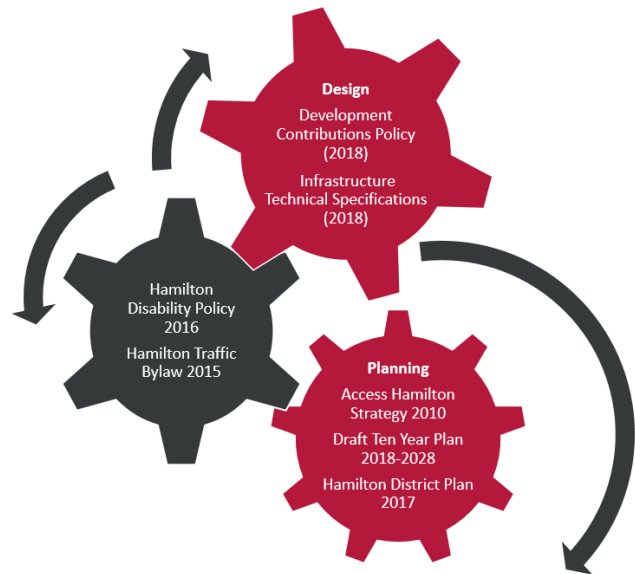 Design
Development
Contributions Policy
(2018)
Infrastructure
Technical Specifications
(2018)
Hamilton
Disability Policy
2016
Hamilton Traffic
Bylaw 2015
Planning
Access Hamilton
Strategy 2010
Draft Ten Year Plan
2018-2028
Hamilton District Plan
2017